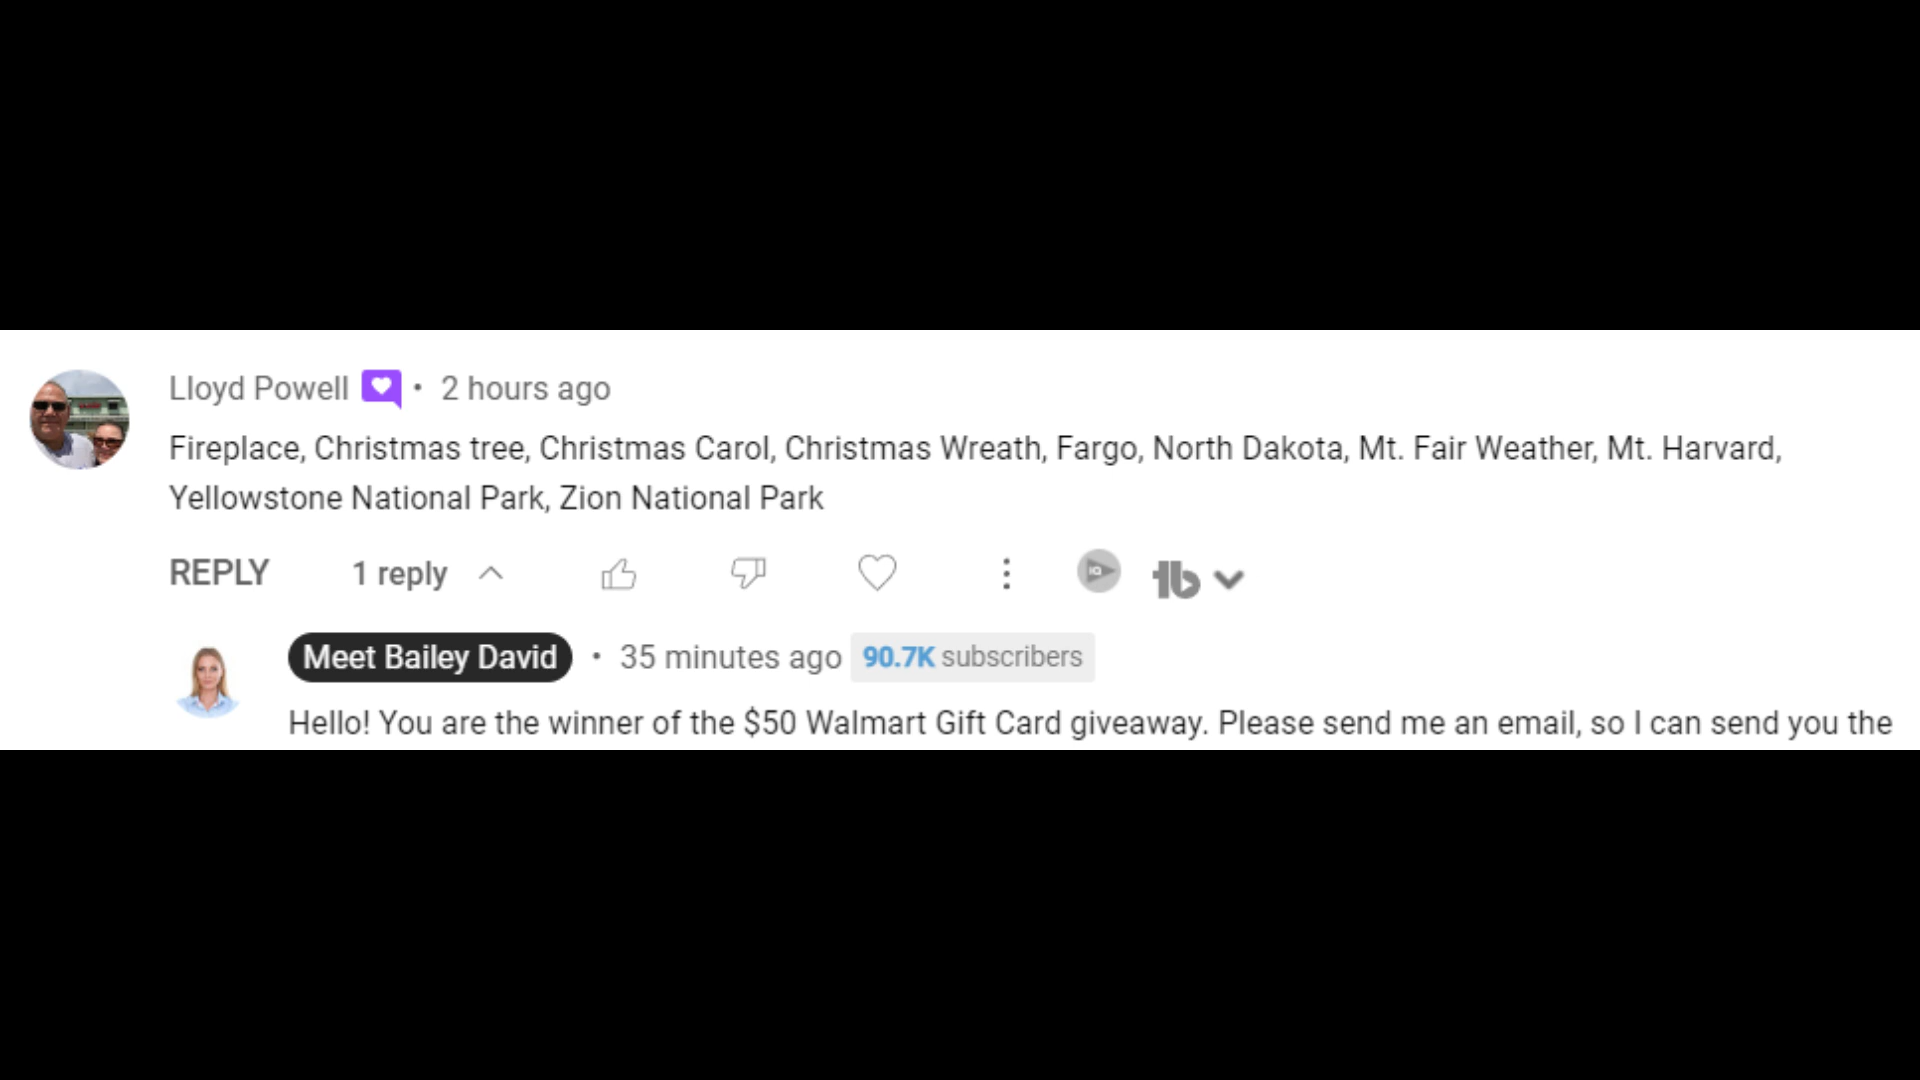 Lloyd Powell • 2 hours ago
Fireplace, Christmas tree, Christmas Carol, Christmas Wreath, Fargo, North Dakota, Mt. Fair Weather, Mt. Harvard,
Yellowstone National Park, Zion National Park
REPLY 1 reply IQ tb
Meet Bailey David • 35 minutes ago 90.7K subscribers
Hello! You are the winner of the $50 Walmart Gift Card giveaway. Please send me an email, so I can send you the